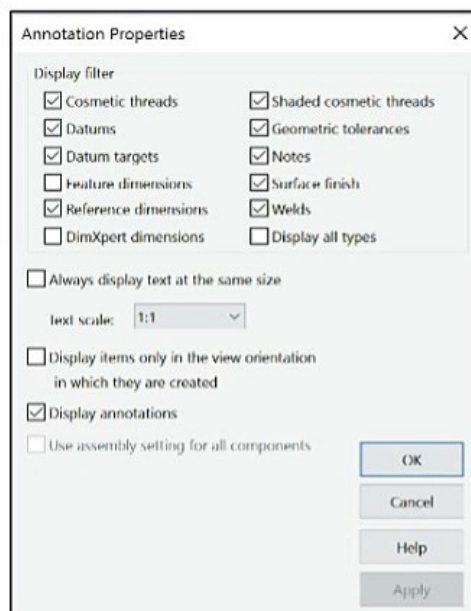 Annotation Properties
Display filter
Cosmetic threads
Shaded cosmetic threads
Datums
Geometric tolerances
Datum targets
Notes
Feature dimensions
Surface finish
Reference dimensions
Welds
DimXpert dimensions
Display all types
Always display text at the same size
Text scale:
1:1
Display items only in the view orientation
in which they are created
Display annotations
Use assembly setting for all components
OK
Cancel
Help
Apply